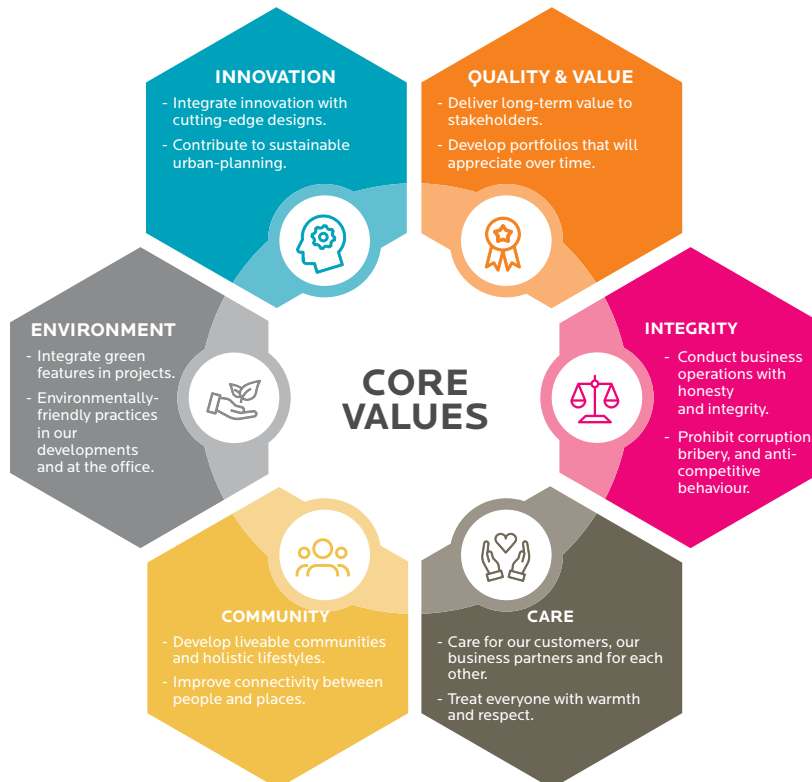 INNOVATION
- Integrate innovation with
cutting-edge designs.
- Contribute to sustainable
urban-planning.
QUALITY & VALUE
- Deliver long-term value to
stakeholders.
- Develop portfolios that will
appreciate over time.
ENVIRONMENT
- Integrate green
features in projects.
- Environmentally-
friendly practices
in our
developments
and at the office.
CORE
VALUES
INTEGRITY
- Conduct business
operations with
honesty
and integrity.
- Prohibit corruption,
bribery, and anti-
competitive
behaviour.
COMMUNITY
- Develop liveable communities
and holistic lifestyles.
- Improve connectivity between
people and places.
CARE
- Care for our customers, our
business partners and for each
other.
- Treat everyone with warmth
and respect.